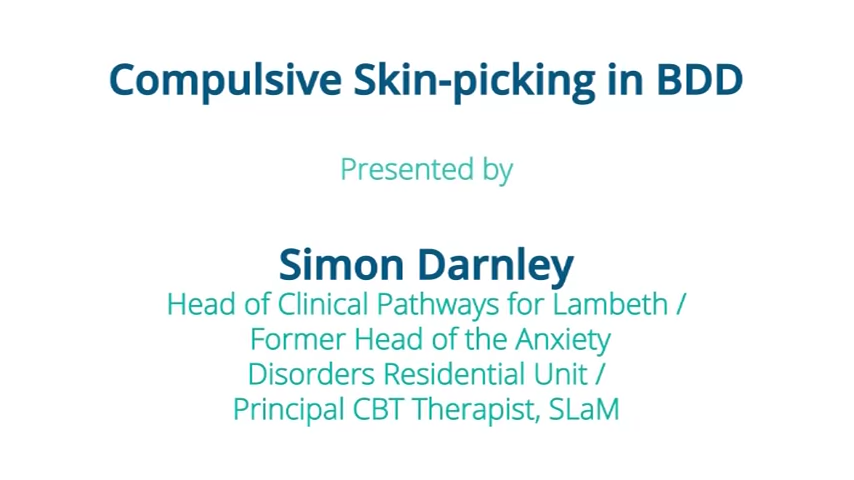 Compulsive Skin-picking in BDD
Presented by
Simon Darnley
Head of Clinical Pathways for Lambeth /
Former Head of the Anxiety
Disorders Residential Unit /
Principal CBT Therapist, SLaM